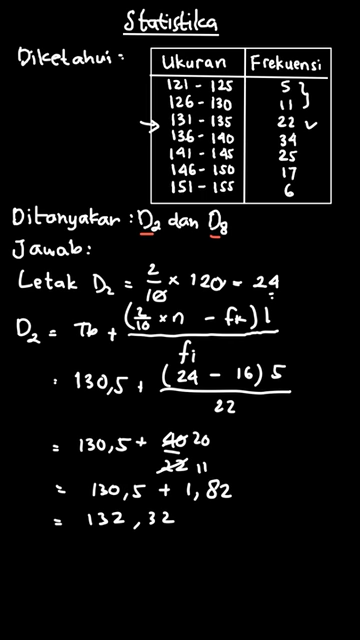 Statistika
Diketahui:
Ukuran Frekuensi
121 - 125 5
126 - 130 11
131 - 135 22
136 - 140 34
141 - 145 25
146 - 150 17
151 - 155 6
Ditanyakan : D₂ dan D₈
Jawab:
Letak D₂ = 2/10 × 120 = 24
D₂ = Tb + (2/10 × n - fk) l / fi
= 130,5 + (24 - 16) 5 / 22
= 130,5 + 40 20 / 22 11
= 130,5 + 1,82
= 132,32